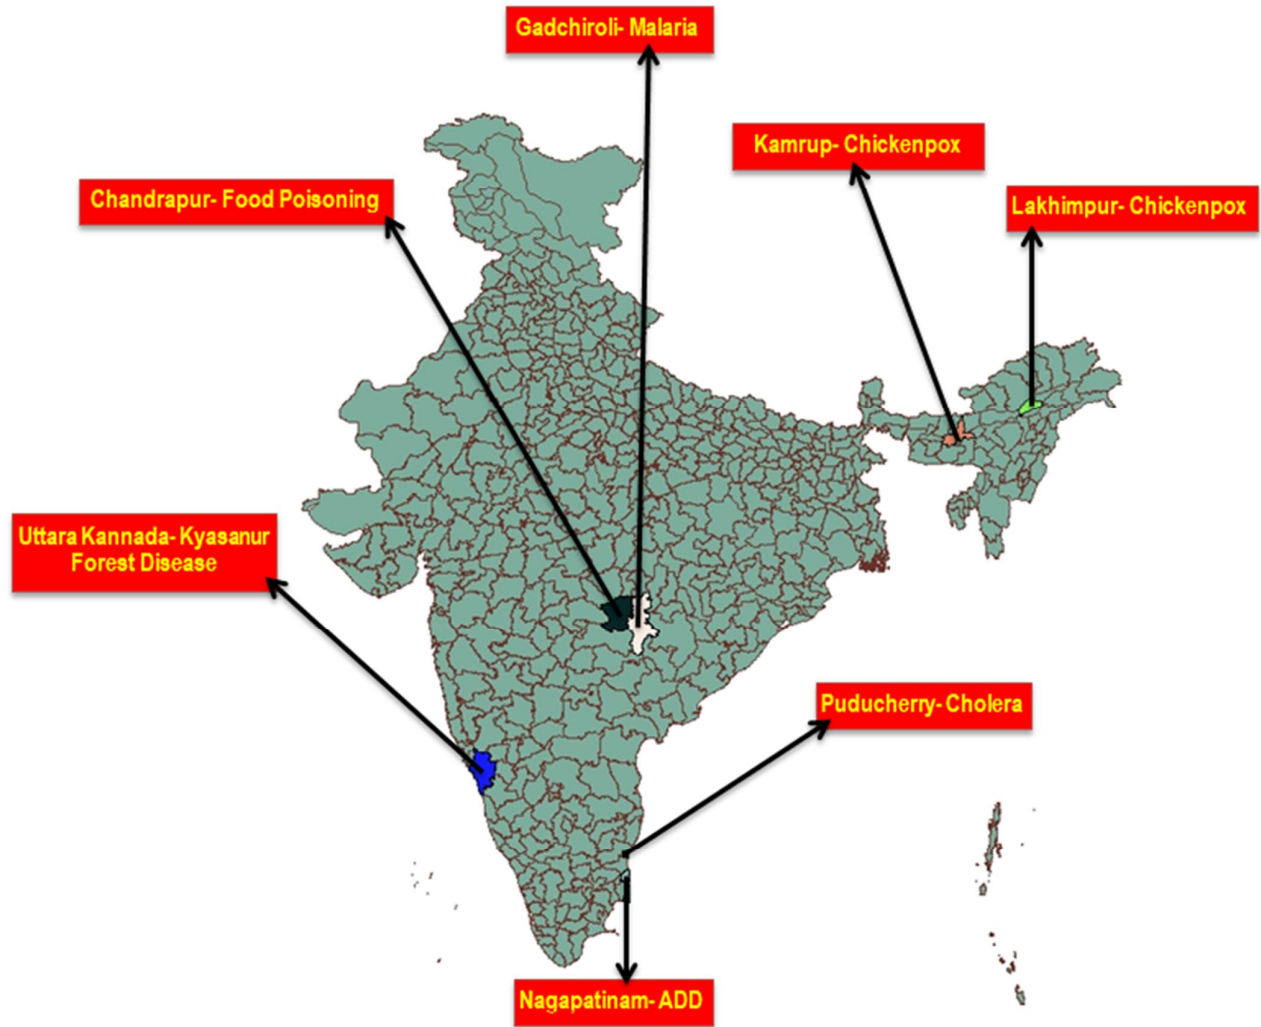 Gadchiroli- Malaria
Kamrup- Chickenpox
Chandrapur- Food Poisoning
Lakhimpur- Chickenpox
Uttara Kannada- Kyasanur
Forest Disease
Puducherry- Cholera
Nagapatinam- ADD